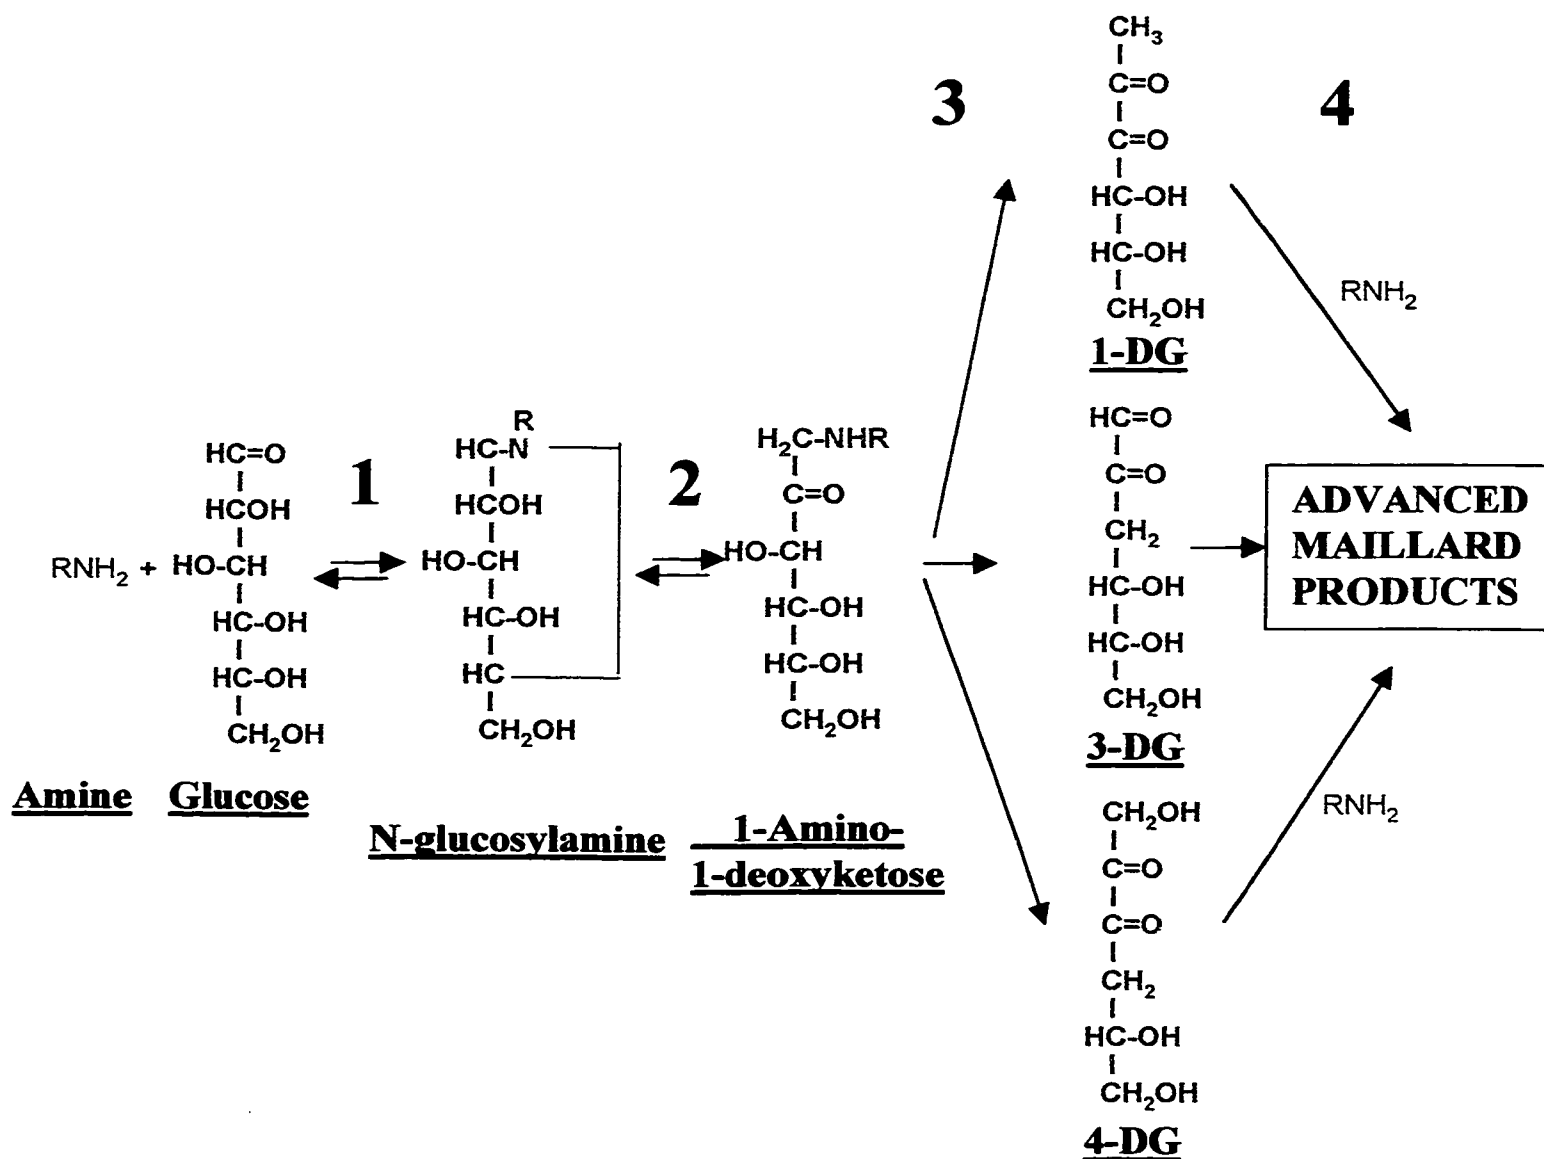 RNH₂ +
HC=O
HCOH
HO-CH
HC-OH
HC-OH
CH₂OH
Amine Glucose
1
R
HC-N
HCOH
HO-CH
HC-OH
HC
CH₂OH
N-glucosylamine
2
H₂C-NHR
C=O
HO-CH
HC-OH
HC-OH
CH₂OH
1-Amino-
1-deoxyketose
3
CH₃
C=O
C=O
HC-OH
HC-OH
CH₂OH
1-DG
HC=O
C=O
CH₂
HC-OH
HC-OH
CH₂OH
3-DG
CH₂OH
C=O
C=O
CH₂
HC-OH
CH₂OH
4-DG
4
RNH₂
RNH₂
ADVANCED
MAILLARD
PRODUCTS